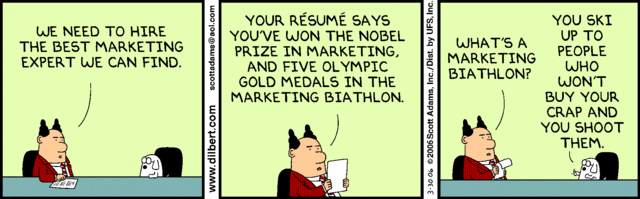 WE NEED TO HIRE
THE BEST MARKETING
EXPERT WE CAN FIND.
www.dilbert.com scottadams@aol.com
YOUR RÉSUMÉ SAYS
YOU'VE WON THE NOBEL
PRIZE IN MARKETING,
AND FIVE OLYMPIC
GOLD MEDALS IN THE
MARKETING BIATHLON.
3-30-06 ©2006 Scott Adams, Inc./Dist. by UFS, Inc.
WHAT'S A
MARKETING
BIATHLON?
YOU SKI
UP TO
PEOPLE
WHO
WON'T
BUY YOUR
CRAP AND
YOU SHOOT
THEM.